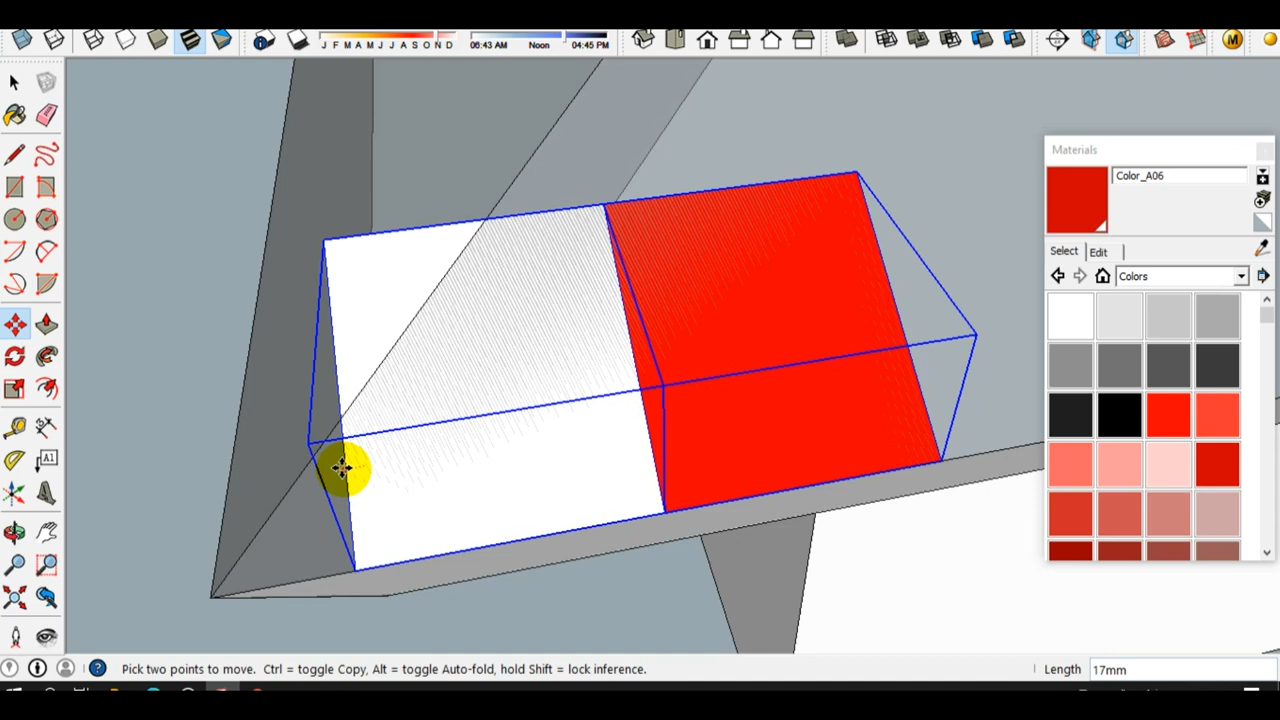 J F M A M J J A S O N D
06:43 AM Noon 04:45 PM
M
Materials
Color_A06
Select Edit
Colors
A1
Pick two points to move. Ctrl = toggle Copy, Alt = toggle Auto-fold, hold Shift = lock inference.
Length 17mm